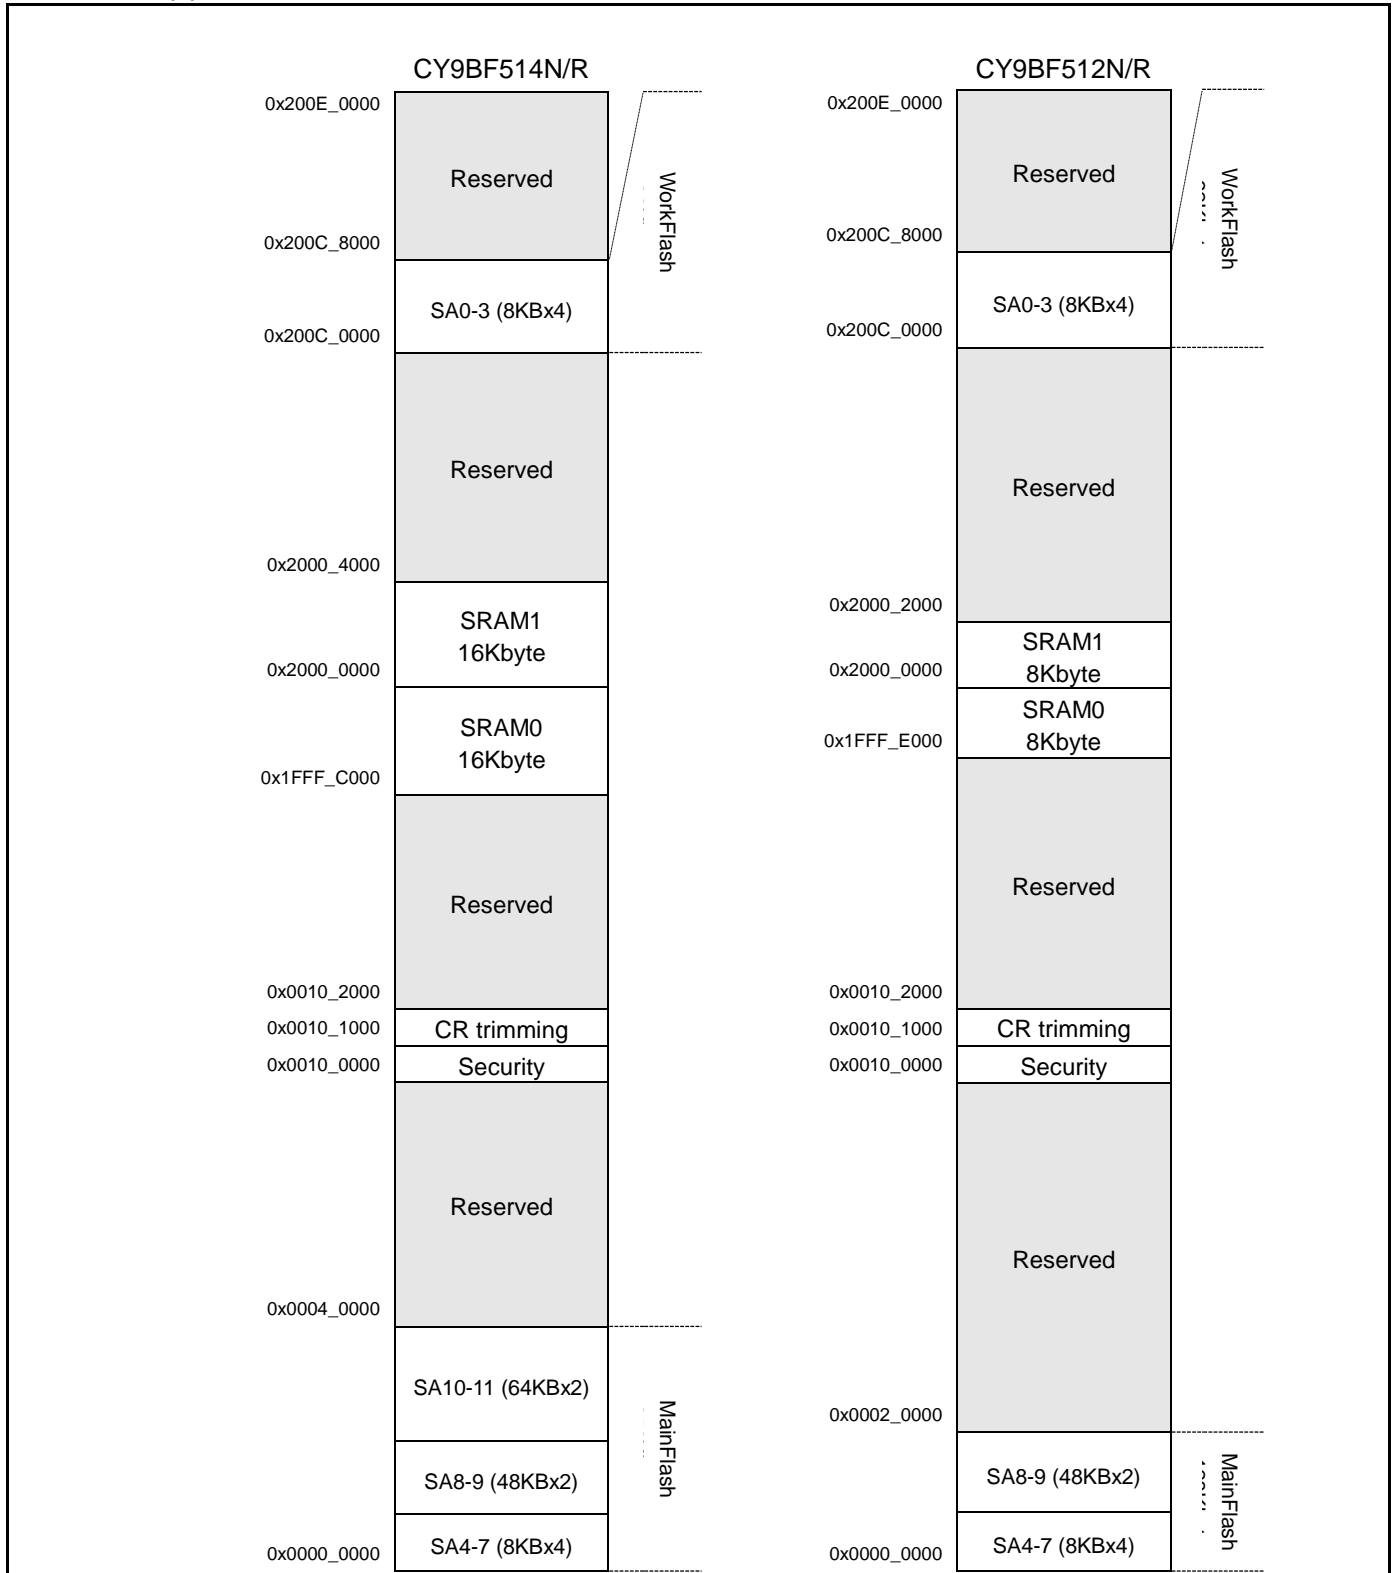 CY9BF514N/R
0x200E_0000
Reserved
WorkFlash
0x200C_8000
SA0-3 (8KBx4)
0x200C_0000
Reserved
0x2000_4000
SRAM1
16Kbyte
0x2000_0000
SRAM0
16Kbyte
0x1FFF_C000
Reserved
0x0010_2000
0x0010_1000
CR trimming
0x0010_0000
Security
Reserved
0x0004_0000
SA10-11 (64KBx2)
MainFlash
SA8-9 (48KBx2)
SA4-7 (8KBx4)
0x0000_0000
CY9BF512N/R
0x200E_0000
Reserved
WorkFlash
0x200C_8000
SA0-3 (8KBx4)
0x200C_0000
Reserved
0x2000_2000
SRAM1
8Kbyte
0x2000_0000
SRAM0
8Kbyte
0x1FFF_E000
Reserved
0x0010_2000
0x0010_1000
CR trimming
0x0010_0000
Security
Reserved
0x0002_0000
SA8-9 (48KBx2)
MainFlash
SA4-7 (8KBx4)
0x0000_0000